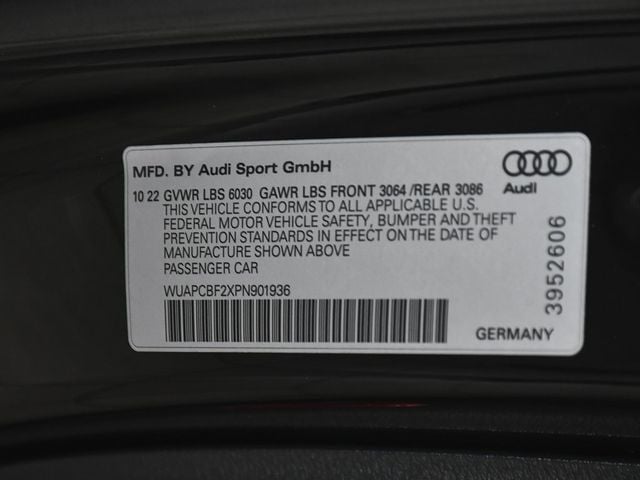 MFD. BY Audi Sport GmbH
10 22 GVWR LBS 6030 GAWR LBS FRONT 3064 /REAR 3086
THIS VEHICLE CONFORMS TO ALL APPLICABLE U.S.
FEDERAL MOTOR VEHICLE SAFETY, BUMPER AND THEFT
PREVENTION STANDARDS IN EFFECT ON THE DATE OF
MANUFACTURE SHOWN ABOVE
PASSENGER CAR
WUAPCBF2XPN901936
Audi
3952606
GERMANY